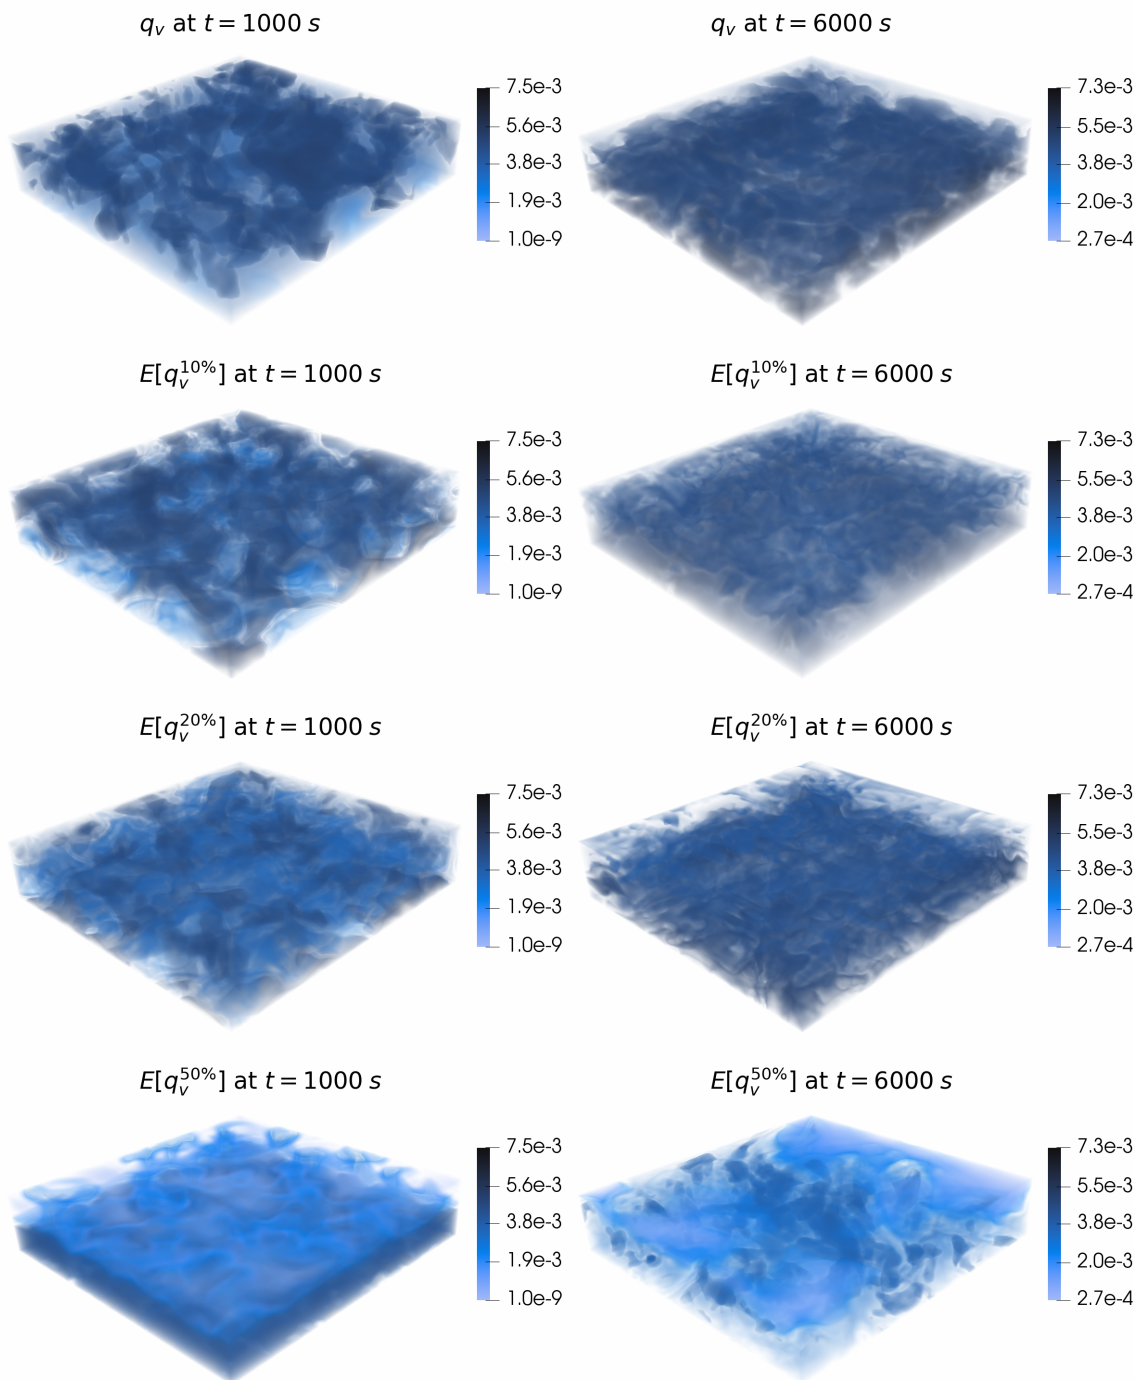 q_v at t = 1000 s
7.5e-3
5.6e-3
3.8e-3
1.9e-3
1.0e-9
q_v at t = 6000 s
7.3e-3
5.5e-3
3.8e-3
2.0e-3
2.7e-4
E[q_v^{10%}] at t = 1000 s
7.5e-3
5.6e-3
3.8e-3
1.9e-3
1.0e-9
E[q_v^{10%}] at t = 6000 s
7.3e-3
5.5e-3
3.8e-3
2.0e-3
2.7e-4
E[q_v^{20%}] at t = 1000 s
7.5e-3
5.6e-3
3.8e-3
1.9e-3
1.0e-9
E[q_v^{20%}] at t = 6000 s
7.3e-3
5.5e-3
3.8e-3
2.0e-3
2.7e-4
E[q_v^{50%}] at t = 1000 s
7.5e-3
5.6e-3
3.8e-3
1.9e-3
1.0e-9
E[q_v^{50%}] at t = 6000 s
7.3e-3
5.5e-3
3.8e-3
2.0e-3
2.7e-4